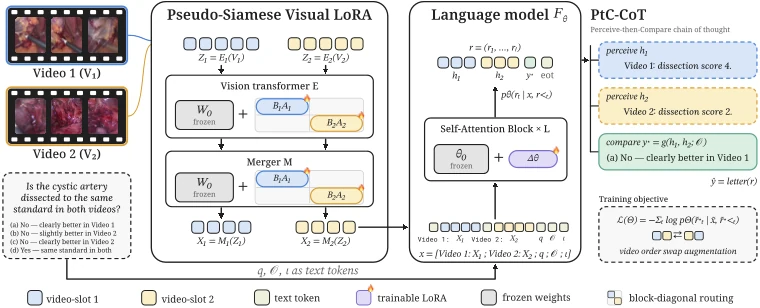 Pseudo-Siamese Visual LoRA
Z₁ = E₁(V₁)
Z₂ = E₂(V₂)
Vision transformer E
W₀
frozen
+
B₁A₁
B₂A₂
Merger M
W₀
frozen
+
B₁A₁
B₂A₂
X₁ = M₁(Z₁)
X₂ = M₂(Z₂)
Video 1 (V₁)
Video 2 (V₂)
Is the cystic artery
dissected to the same
standard in both videos?
(a) No — clearly better in Video 1
(b) No — slightly better in Video 2
(c) No — clearly better in Video 2
(d) Yes — same standard in both
q, 𝒪, ι as text tokens
Language model F_θ
r = (r₁, ..., rₗ)
h₁
h₂
y*
eot
pθ(rₜ | x, r<ₜ)
Self-Attention Block × L
θ₀
frozen
+
Δθ
Video 1: X₁ Video 2: X₂ q 𝒪 ι
x = [Video 1: X₁ ; Video 2: X₂ ; q ; 𝒪 ; ι]
PtC-CoT
Perceive-then-Compare chain of thought
perceive h₁
Video 1: dissection score 4.
perceive h₂
Video 2: dissection score 2.
compare y* = g(h₁, h₂; 𝒪)
(a) No — clearly better in Video 1
ŷ = letter(r)
Training objective
ℒ(Θ) = −Σₜ log pΘ(r̃*ₜ | x̃, r̃*<ₜ)
⇄
video order swap augmentation
video-slot 1
video-slot 2
text token
trainable LoRA
frozen weights
block-diagonal routing